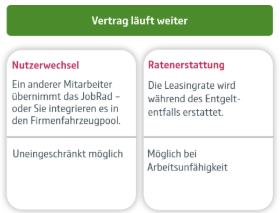 Vertrag läuft weiter
Nutzerwechsel
Ein anderer Mitarbeiter
übernimmt das JobRad –
oder Sie integrieren es in
den Firmenfahrzeugpool.
Uneingeschränkt möglich
Ratenerstattung
Die Leasingrate wird
während des Entgelt-
entfalls erstattet.
Möglich bei
Arbeitsunfähigkeit